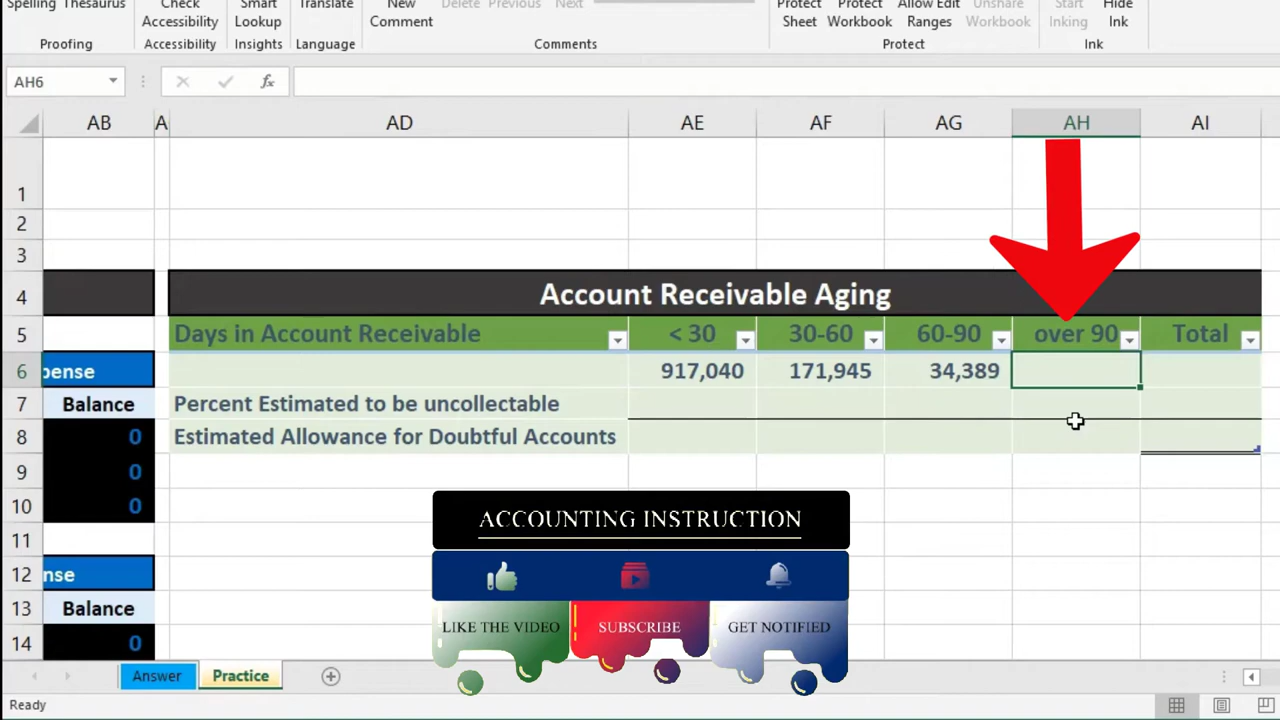 Spelling Thesaurus
Check Accessibility
Smart Lookup
Translate
New Comment
Delete Previous Next
Protect Sheet
Protect Workbook
Allow Edit Ranges
Unshare Workbook
Start Inking
Hide Ink
Proofing
Accessibility
Insights
Language
Comments
Protect
Ink
AH6
fx
AB A AD AE AF AG AH AI
1
2
3
4 Account Receivable Aging
5 Days in Account Receivable < 30 30-60 60-90 over 90 Total
6 pense 917,040 171,945 34,389
7 Balance Percent Estimated to be uncollectable
8 0 Estimated Allowance for Doubtful Accounts
9 0
10 0
11
12 nse
13 Balance
14 0
ACCOUNTING INSTRUCTION
LIKE THE VIDEO
SUBSCRIBE
GET NOTIFIED
Answer Practice
Ready